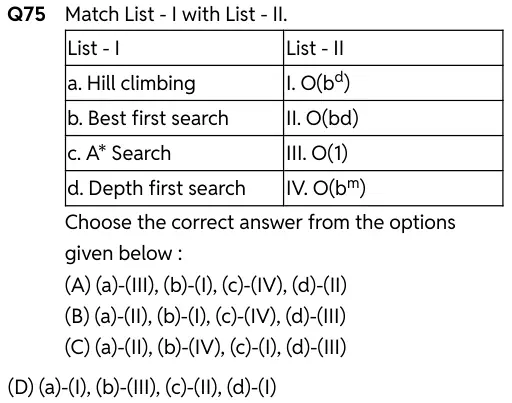 Q75 Match List - I with List - II.
List - I List - II
a. Hill climbing I. O(bᵈ)
b. Best first search II. O(bd)
c. A* Search III. O(1)
d. Depth first search IV. O(bᵐ)
Choose the correct answer from the options
given below :
(A) (a)-(III), (b)-(I), (c)-(IV), (d)-(II)
(B) (a)-(II), (b)-(I), (c)-(IV), (d)-(III)
(C) (a)-(II), (b)-(IV), (c)-(I), (d)-(III)
(D) (a)-(I), (b)-(III), (c)-(II), (d)-(I)